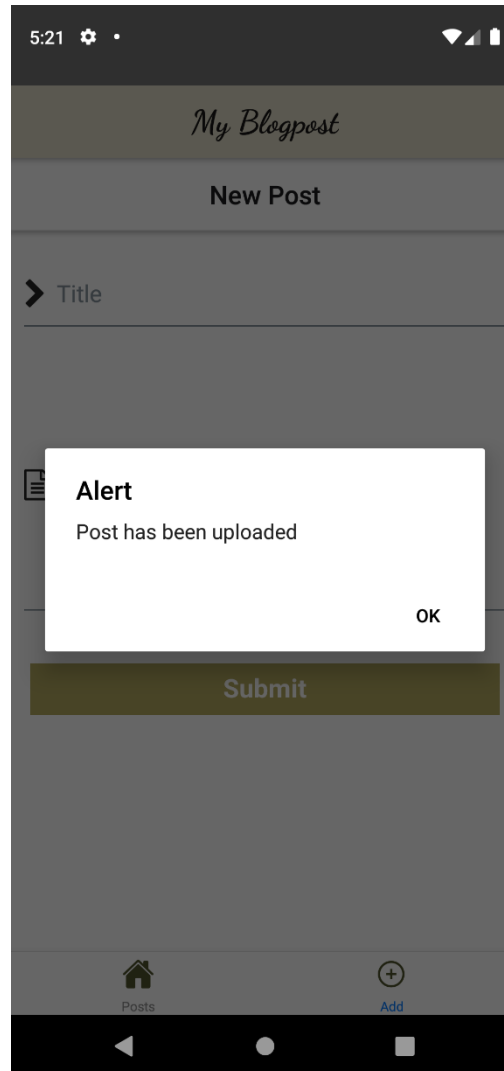 5:21
My Blogpost
New Post
Title
Alert
Post has been uploaded
OK
Submit
Posts
Add